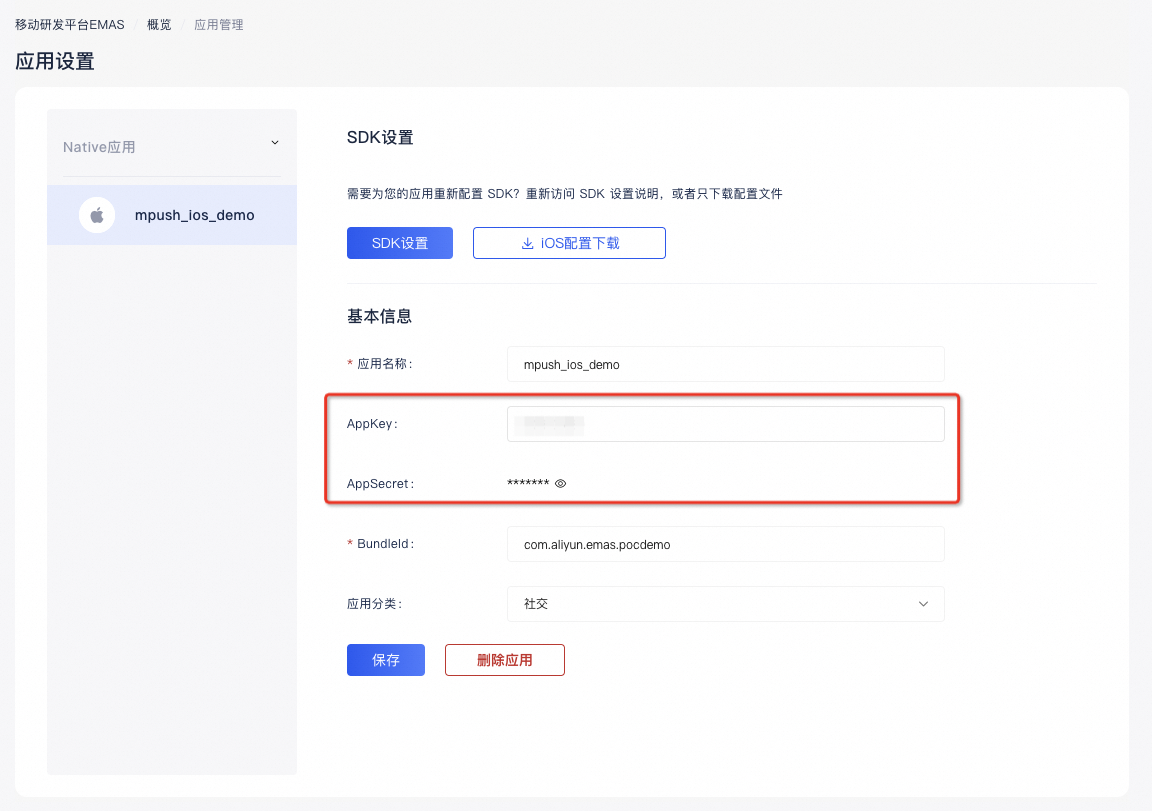 移动研发平台EMAS / 概览 / 应用管理
应用设置
Native应用
mpush_ios_demo
SDK设置
需要为您的应用重新配置 SDK？重新访问 SDK 设置说明，或者只下载配置文件
SDK设置
iOS配置下载
基本信息
* 应用名称:
mpush_ios_demo
AppKey:
AppSecret:
*******
* BundleId:
com.aliyun.emas.pocdemo
应用分类:
社交
保存
删除应用